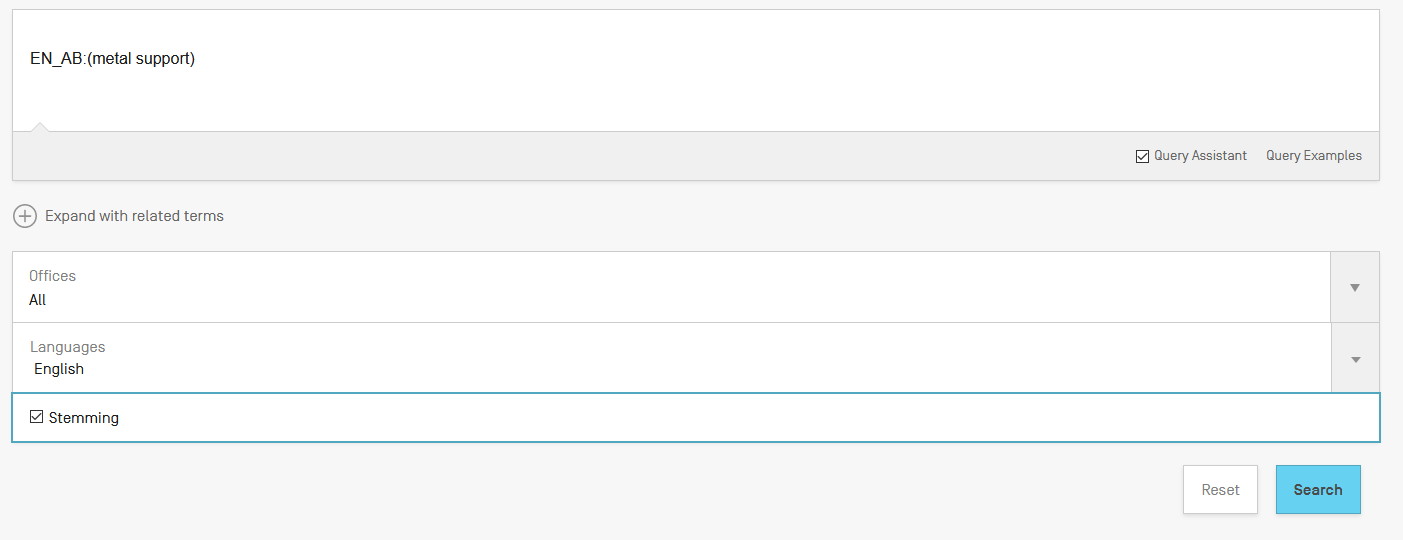 EN_AB:(metal support)
Query Assistant Query Examples
Expand with related terms
Offices
All
Languages
English
Stemming
Reset Search